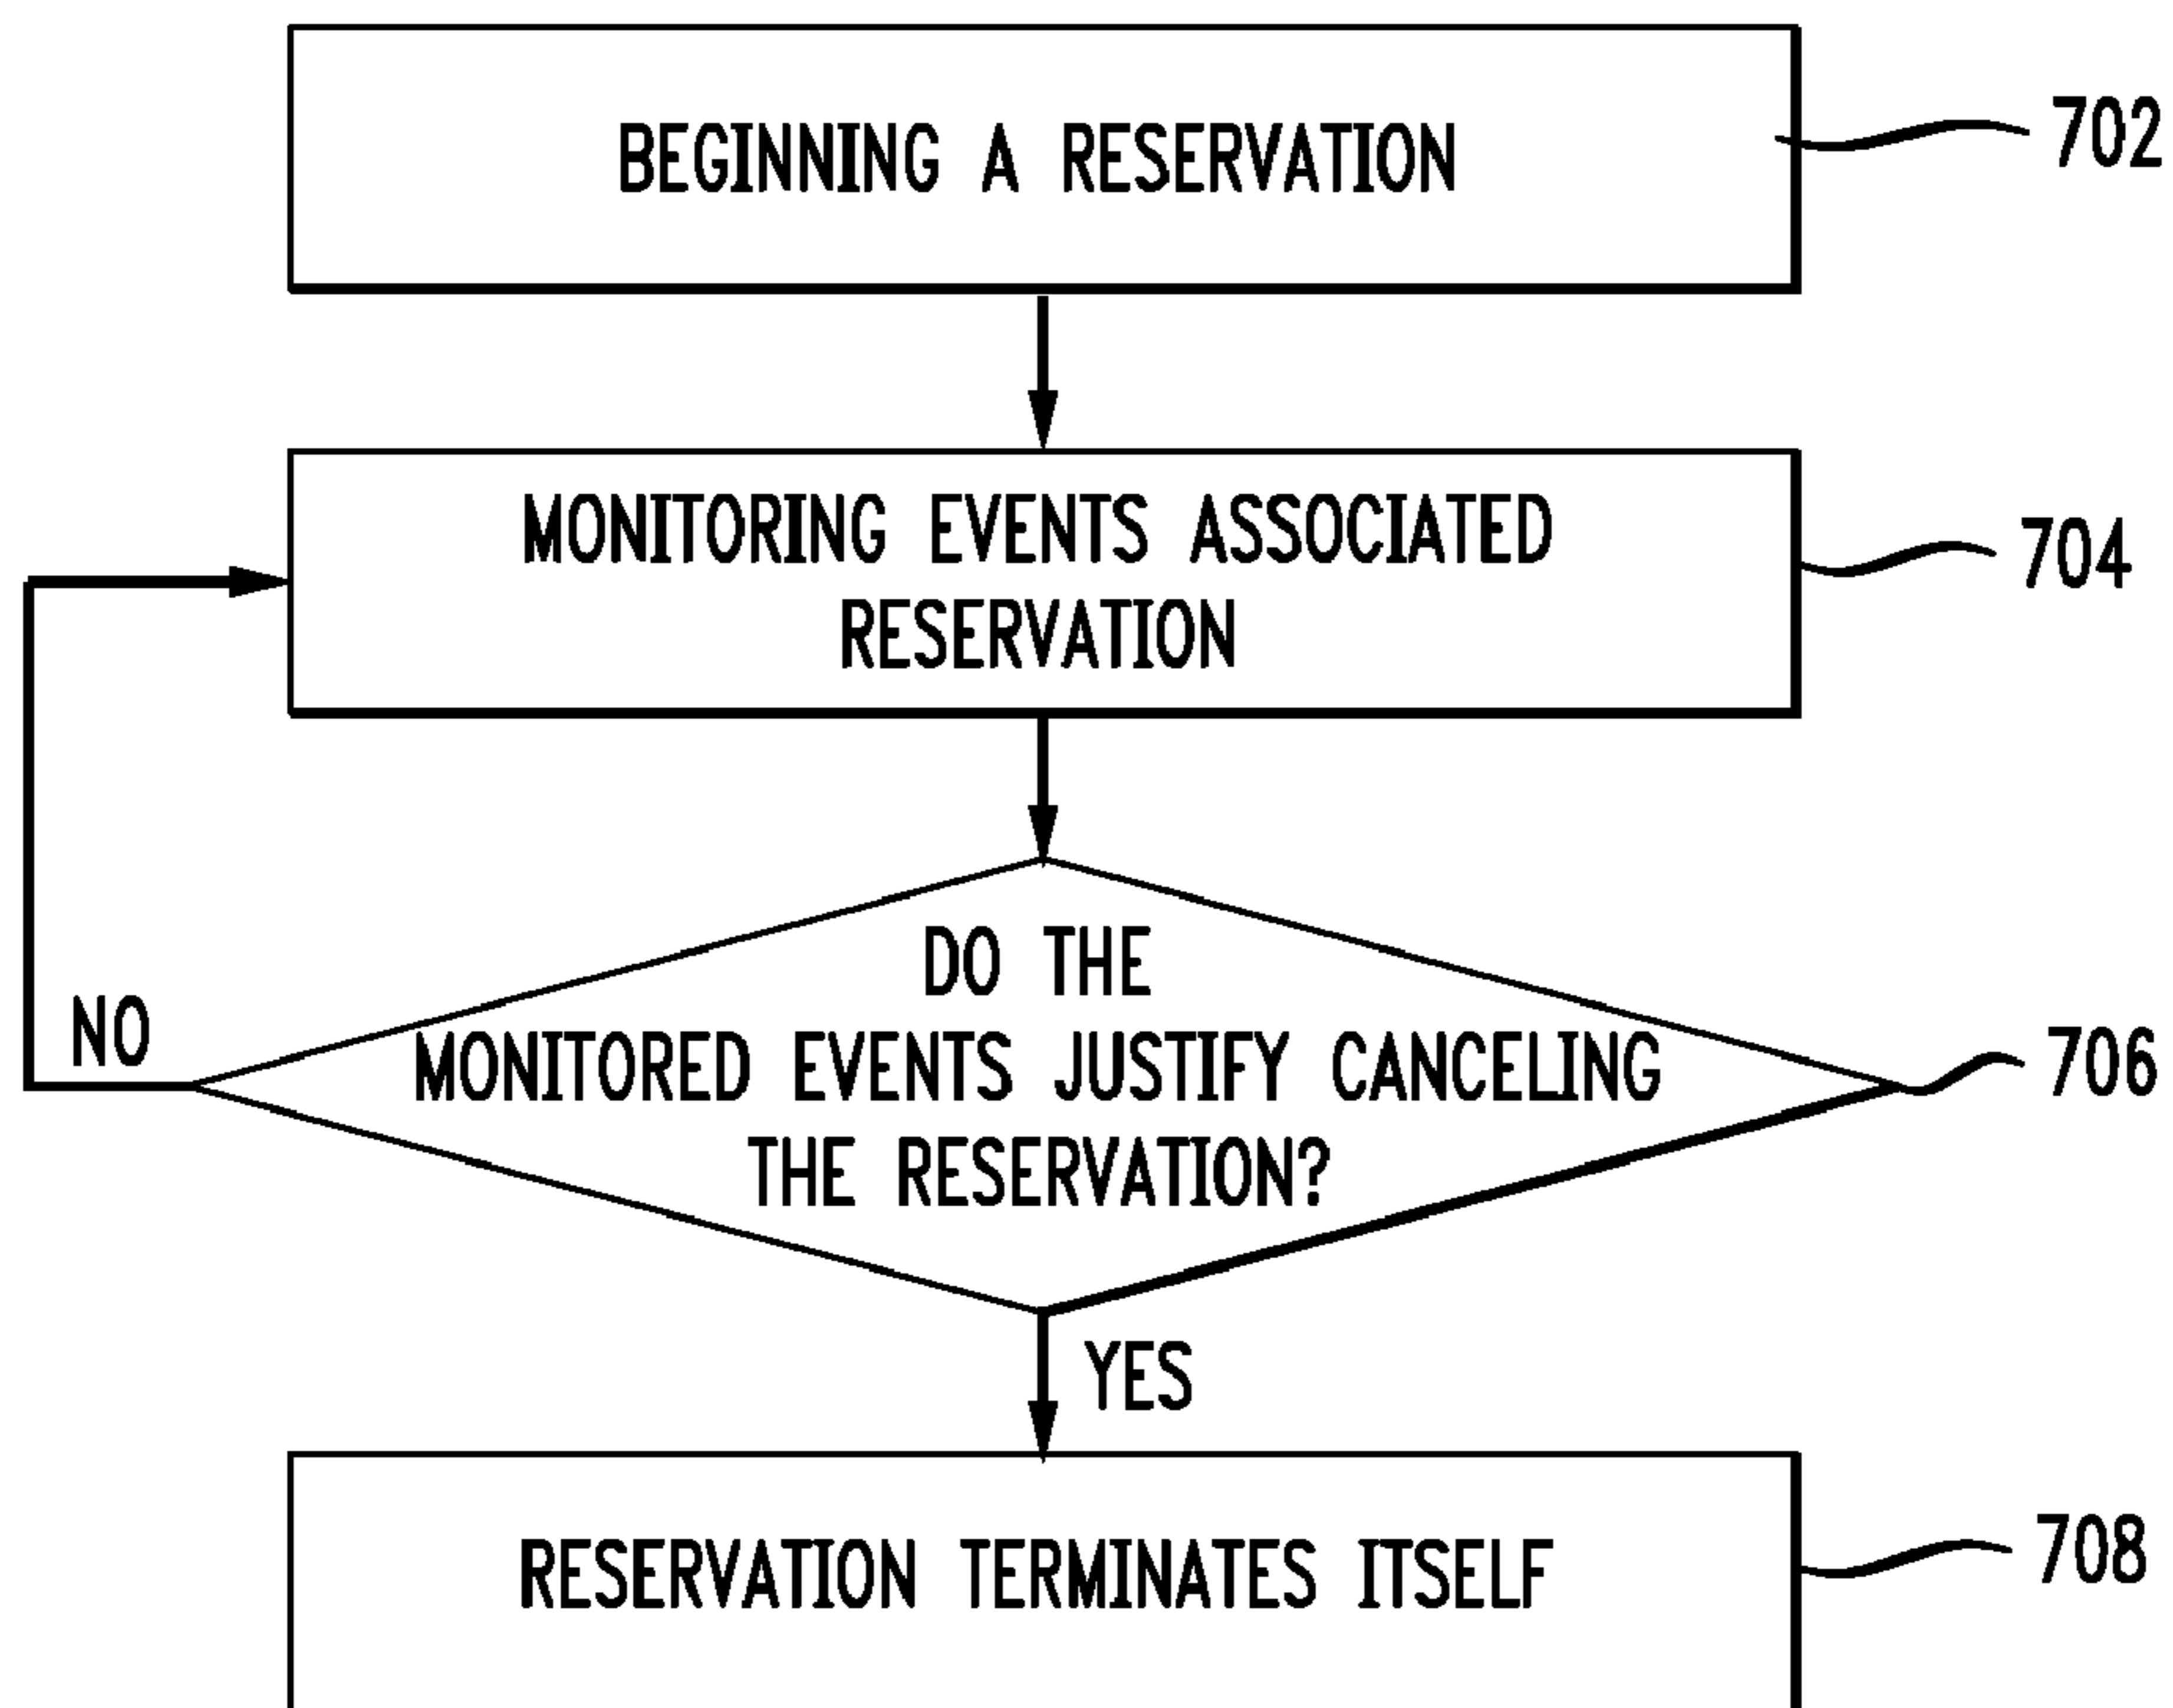 BEGINNING A RESERVATION
702
MONITORING EVENTS ASSOCIATED
RESERVATION
704
DO THE
MONITORED EVENTS JUSTIFY CANCELING
THE RESERVATION?
706
NO
YES
RESERVATION TERMINATES ITSELF
708